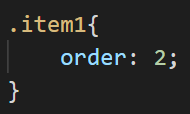 .item1{
    order: 2;
}